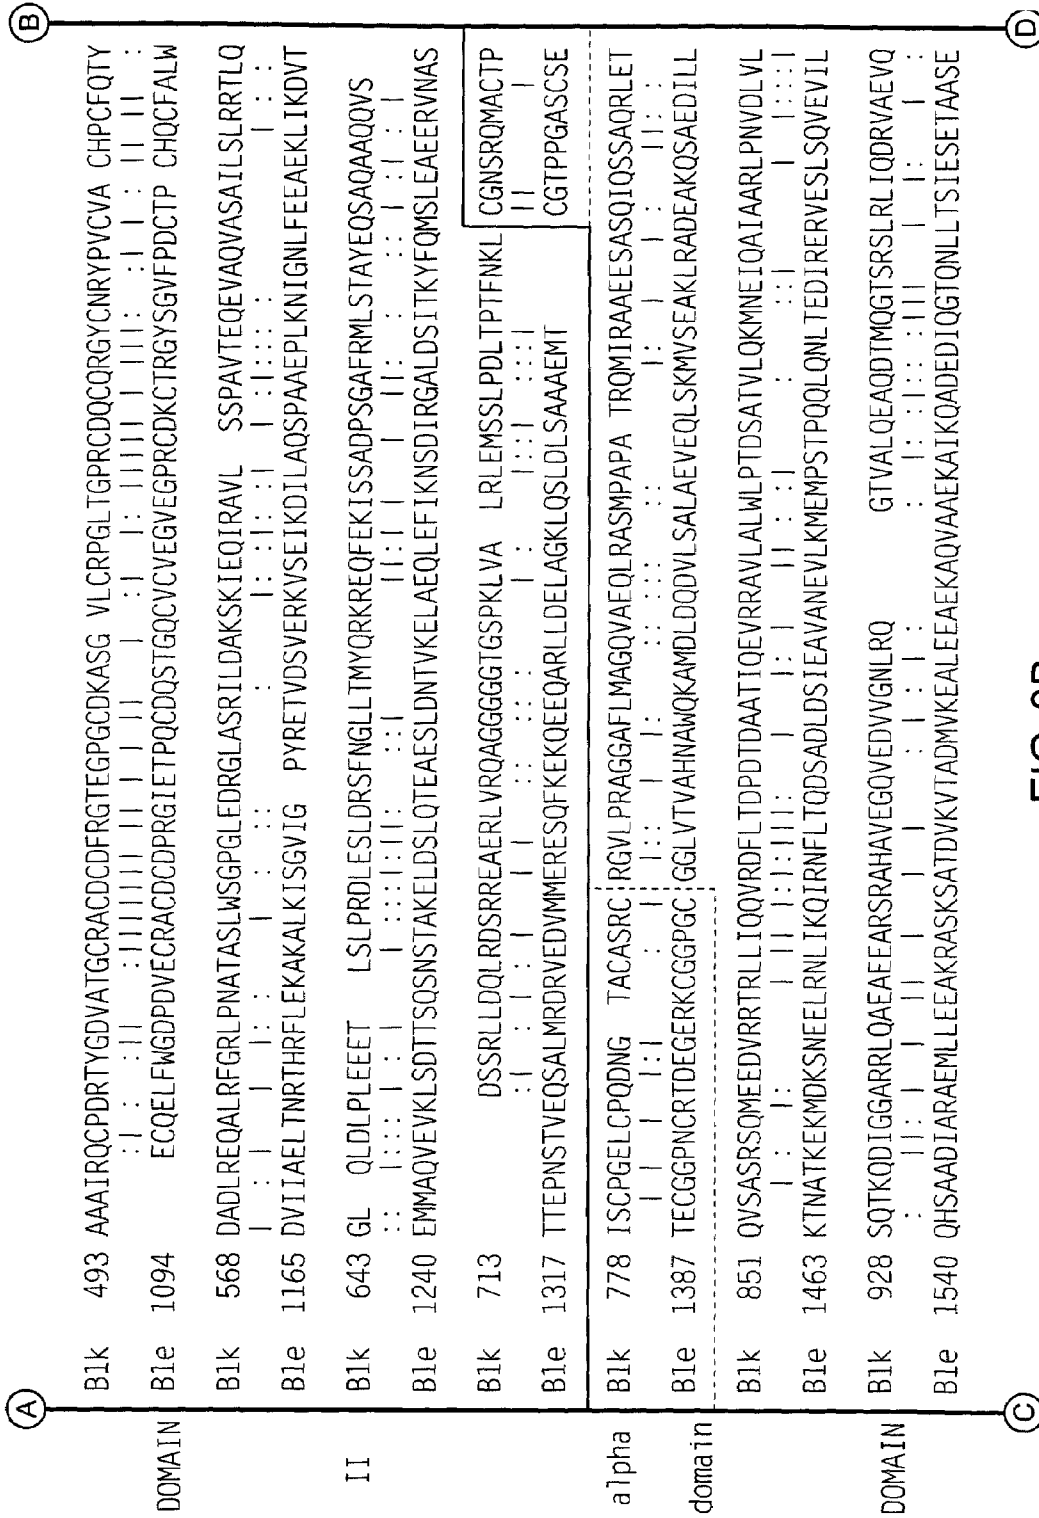 A
B
B1k 493 AAAIRQCPDRTYGDVATGCRACDCDFRGTEGPGCDKASG VLCRPGLTGPRCDQCQRGYCNRYPVCVA CHPCFQTY
DOMAIN
B1e 1094 ECQELFWGDPDVECRACDCDPRGIETPQCDQSTGQCVCVEGVEGPRCDKCTRGYSGVFPDCTP CHQCFALW
B1k 568 DADLREQALRFGRLPNATASLWSGPGLEDRGLASRILDAKSKIEQIRAVL SSPAVTEQEVAQVASAILSLRRTLQ
B1e 1165 DVIIAELTNRTHRFLEKAKALKISGVIG PYRETVDSVERKVSEIKDILAQSPAAEPLKNIGNLFEEAEKLIKDVT
II
B1k 643 GL QLDLPLEEET LSLPRDLESLDRSFNGLLTMYQRKREQFEKISSADPSGAFRMLSTAYEQSAQAAQQVS
B1e 1240 EMMAQVEVKLSDTTSQSNSTAKELDSLQTEAESLDNTVKELAEQLEFIKNSDIRGALDSITKYFQMSLEAERVNAS
B1k 713 DSSRLLDQLRDSRREAERLVRQAGGGGGTGSPKLVA LRLEMSSLPDLTPTFNKL CGNSRQMACTP
B1e 1317 TTEPNSTVEQSALMRDRVEDVMMERESQFKEKQEEQARLLDELAGKLQSLDLSAAAEMT CGTPPGASCSE
alpha
B1k 778 ISCPGELCPQDNG TACASRC RGVLPRAGGAFLMAGQVAEQLRASMPAPA TRQMIRAAEESASQIQSSAQRLET
B1e 1387 TECGGPNCRTDEGERKCGGPGC GGLVTVAHNAWQKAMDLDQDVLSALAEVEQLSKMVSEAKLRADEAKQSAEDILL
domain
B1k 851 QVSASRSQMEEDVRRTRLLIQQVRDFLTDPDTDAATIQEVRRAVLALWLPTDSATVLQKMNEIQAIAARLPNVDLVL
B1e 1463 KTNATKEKMDKSNEELRNLIKQIRNFLTQDSADLDSIEAVANEVLKMEMPSTPQQLQNLTEDIRERVESLSQVEVIL
B1k 928 SQTKQDIGGARRLQAEAEEARSRAHAVEGQVEDVVGNLRQ GTVALQEAQDTMQGTSRSLRLIQDRVAEVQ
DOMAIN
B1e 1540 QHSAADIARAEMLLEEAKRASKSATDVKVTADMVKEALEEAEKAQVAAEKAIKQADEDIQGTQNLLTSIESETAASE
C
D